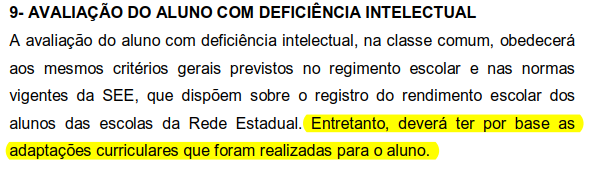 9- AVALIAÇÃO DO ALUNO COM DEFICIÊNCIA INTELECTUAL
A avaliação do aluno com deficiência intelectual, na classe comum, obedecerá
aos mesmos critérios gerais previstos no regimento escolar e nas normas
vigentes da SEE, que dispõem sobre o registro do rendimento escolar dos
alunos das escolas da Rede Estadual. Entretanto, deverá ter por base as
adaptações curriculares que foram realizadas para o aluno.